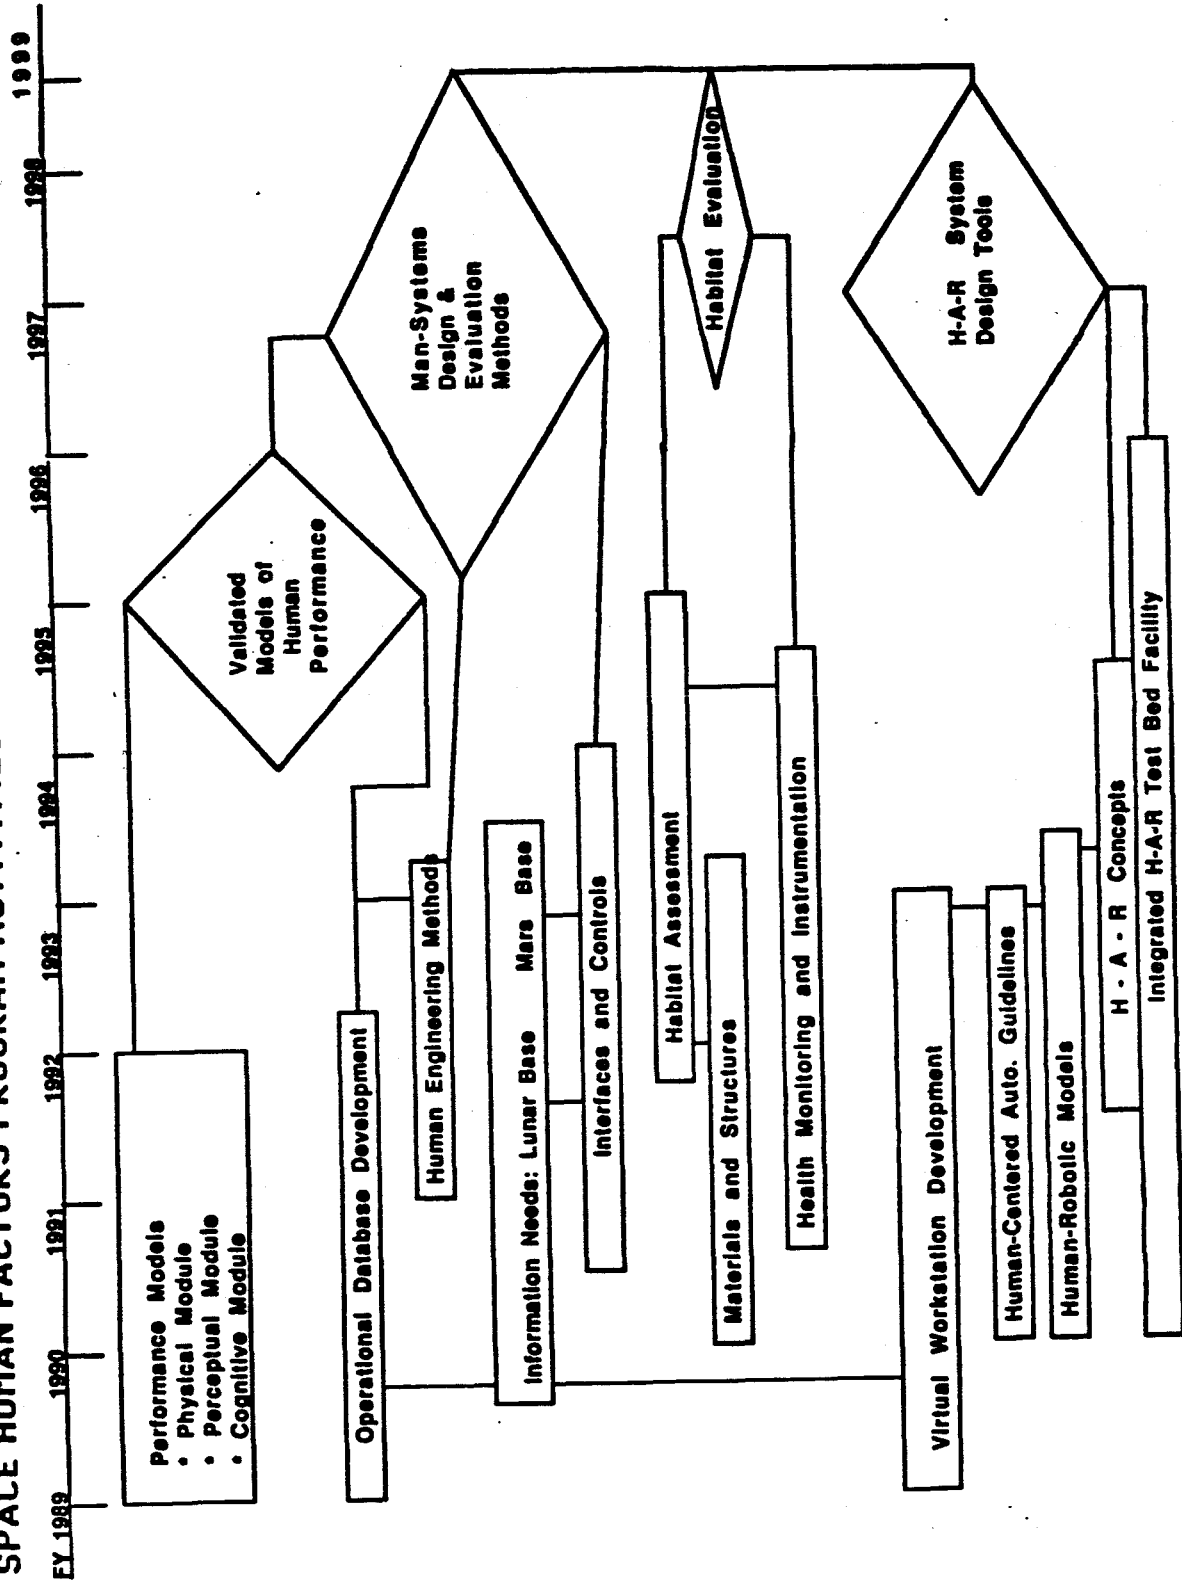 SPACE HUMAN FACTORS PROGRAM
FY 1989
1990
1991
1992
1993
1994
1995
1996
1997
1998
1999
Performance Models
• Physical Module
• Perceptual Module
• Cognitive Module
Validated
Models of
Human
Performance
Operational Database Development
Human Engineering Methods
Man-Systems
Design &
Evaluation
Methods
Information Needs: Lunar Base Mars Base
Interfaces and Controls
Habitat Assessment
Materials and Structures
Health Monitoring and Instrumentation
Habitat Evaluation
Virtual Workstation Development
Human-Centered Auto. Guidelines
Human-Robotic Models
H - A - R Concepts
Integrated H-A-R Test Bed Facility
H-A-R System
Design Tools